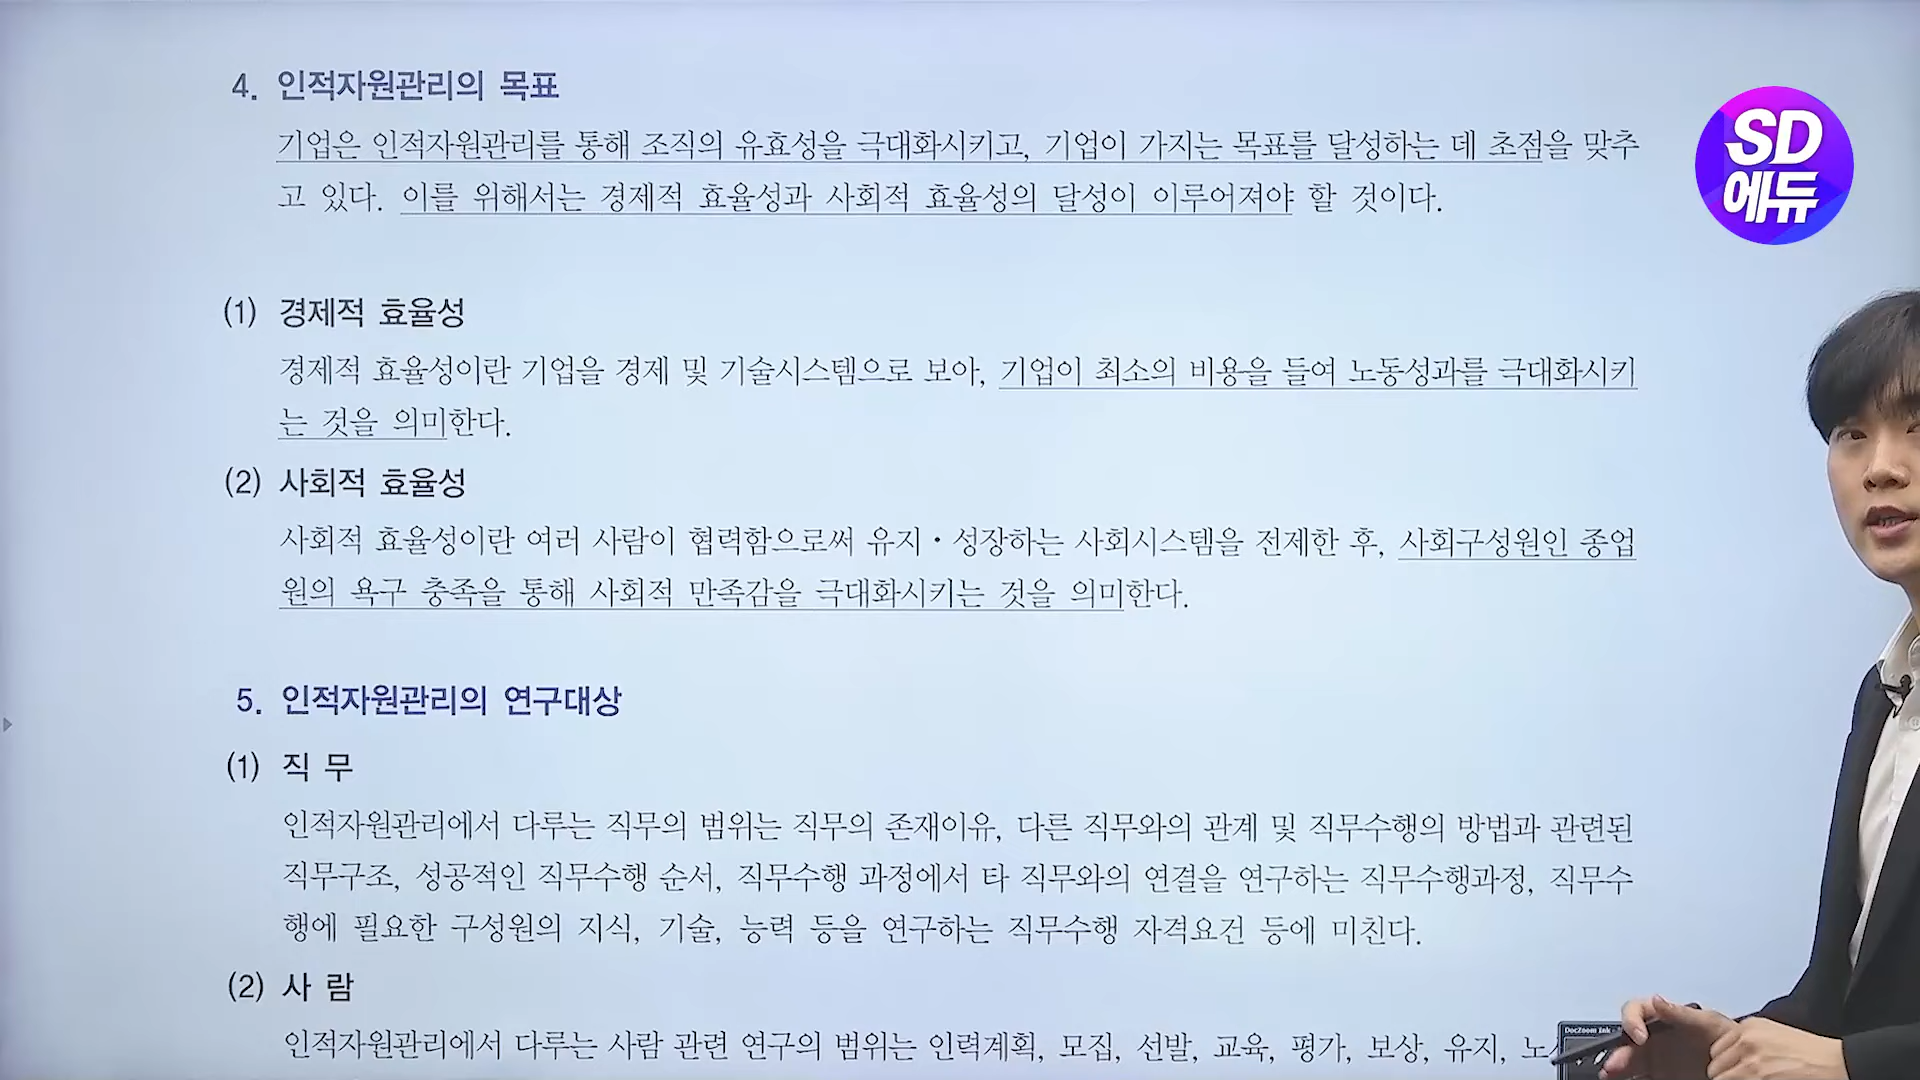 4. 인적자원관리의 목표
기업은 인적자원관리를 통해 조직의 유효성을 극대화시키고, 기업이 가지는 목표를 달성하는 데 초점을 맞추
고 있다. 이를 위해서는 경제적 효율성과 사회적 효율성의 달성이 이루어져야 할 것이다.
SD
에듀
(1) 경제적 효율성
경제적 효율성이란 기업을 경제 및 기술시스템으로 보아, 기업이 최소의 비용을 들여 노동성과를 극대화시키
는 것을 의미한다.
(2) 사회적 효율성
사회적 효율성이란 여러 사람이 협력함으로써 유지・성장하는 사회시스템을 전제한 후, 사회구성원인 종업
원의 욕구 충족을 통해 사회적 만족감을 극대화시키는 것을 의미한다.
5. 인적자원관리의 연구대상
(1) 직 무
인적자원관리에서 다루는 직무의 범위는 직무의 존재이유, 다른 직무와의 관계 및 직무수행의 방법과 관련된
직무구조, 성공적인 직무수행 순서, 직무수행 과정에서 타 직무와의 연결을 연구하는 직무수행과정, 직무수
행에 필요한 구성원의 지식, 기술, 능력 등을 연구하는 직무수행 자격요건 등에 미친다.
(2) 사 람
인적자원관리에서 다루는 사람 관련 연구의 범위는 인력계획, 모집, 선발, 교육, 평가, 보상, 유지,
DocZoom Ink